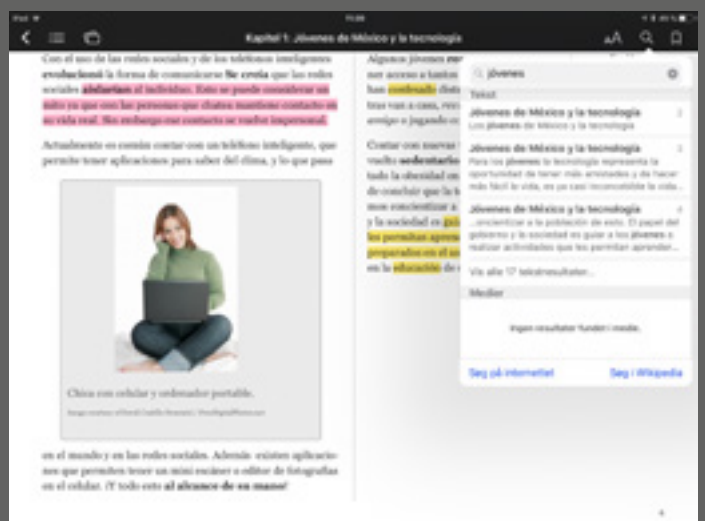 iPad
11.20
Kapitel 1: Jóvenes de México y la tecnología
AA
Con el uso de las redes sociales y de los teléfonos inteligentes
evolucionó la forma de comunicarse Se creía que las redes
sociales aislarían al individuo. Esto se puede considerar un
mito ya que con las personas que chatea mantiene contacto en
su vida real. Sin embargo ese contacto se vuelve impersonal.
Actualmente es común contar con un teléfono inteligente, que
permite tener aplicaciones para saber del clima, y lo que pasa
Chica con celular y ordenador portable.
en el mundo y en las redes sociales. Además existen aplicacio-
nes que permiten tener un mini escáner o editor de fotografías
en el celular. ¡Y todo esto al alcance de su mano!
Algunos jóvenes
ner acceso a tantos
han confesado
tras van a casa,
amigo o jugando
Contar con nuevas
vuelto sedentario
tado la obesidad en
de concluir que la
mos concientizar a
y la sociedad es
les permitan
preparados en el
en la educación de
jóvenes
Tekst
Jóvenes de México y la tecnología
Los jóvenes de México y la tecnología
Jóvenes de México y la tecnología
Para los jóvenes la tecnología representa la
oportunidad de tener más amistades y de hacer
más fácil la vida, es ya casi inconcebible la vida...
Jóvenes de México y la tecnología
...oncientizar a la población de esto. El papel del
gobierno y la sociedad es guiar a los jóvenes a
realizar actividades que les permitan aprender...
Vis alle 17 tekstresultater...
Medier
Ingen resultater fundet i medie.
Søg på internettet
Søg i Wikipedia